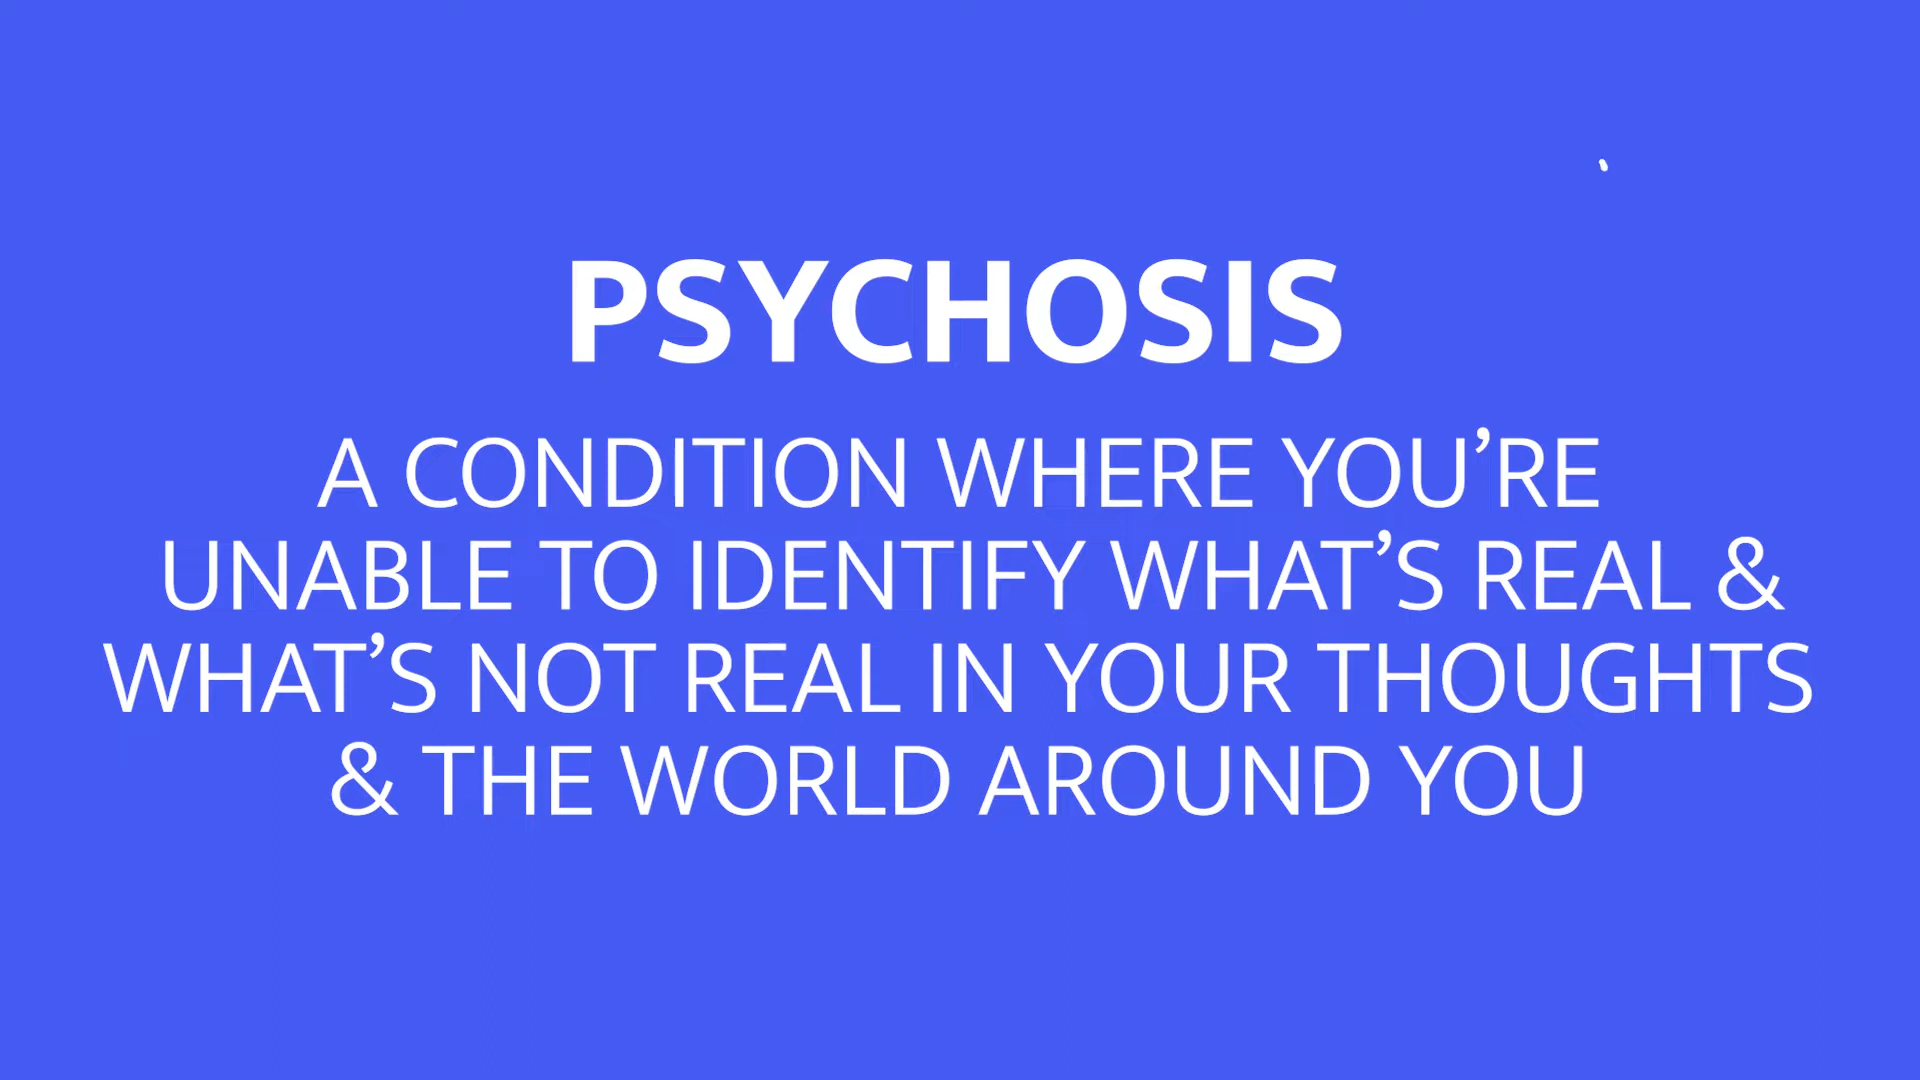 PSYCHOSIS
A CONDITION WHERE YOU’RE
UNABLE TO IDENTIFY WHAT’S REAL &
WHAT’S NOT REAL IN YOUR THOUGHTS
& THE WORLD AROUND YOU